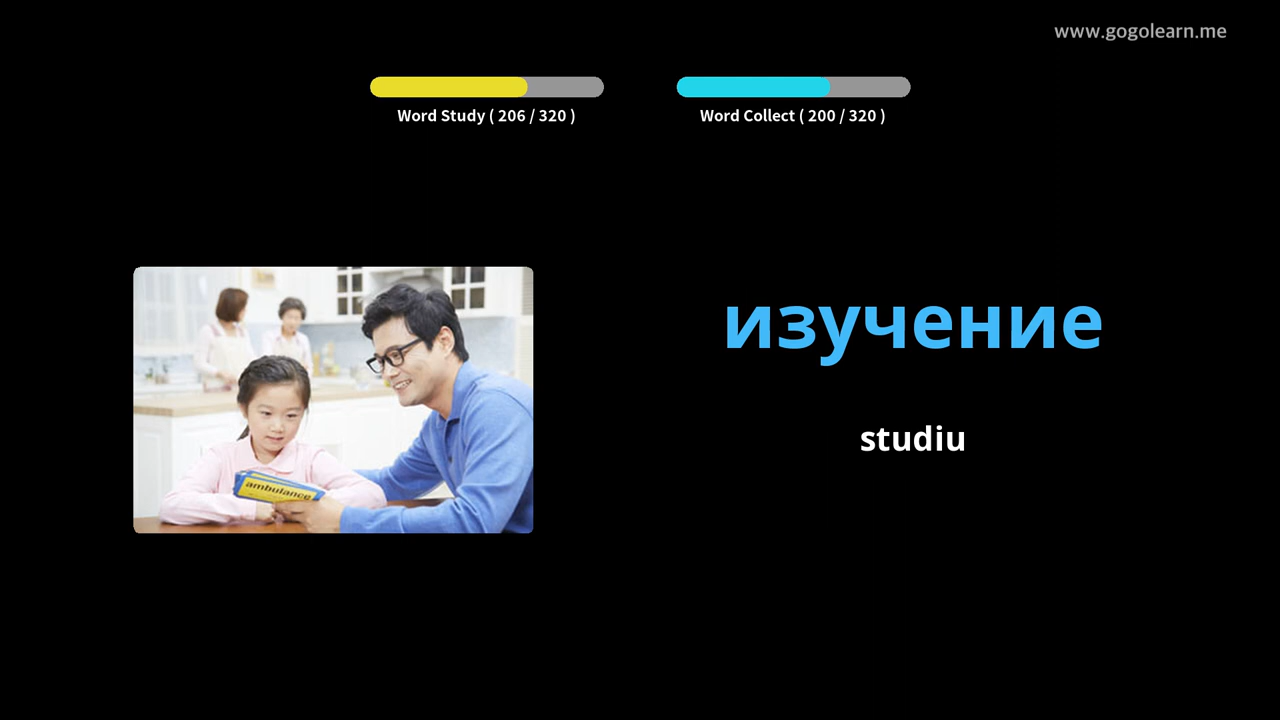 www.gogolearn.me
Word Study ( 206 / 320 )
Word Collect ( 200 / 320 )
изучение
studiu
ambulance